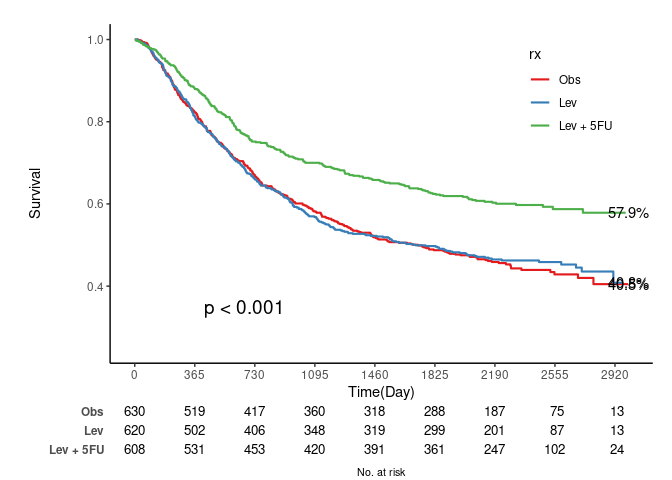 rx
Obs
Lev
Lev + 5FU
Survival
1.0
0.8
0.6
0.4
57.9%
p < 0.001
0 365 730 1095 1460 1825 2190 2555 2920
Time(Day)
Obs 630 519 417 360 318 288 187 75 13
Lev 620 502 406 348 319 299 201 87 13
Lev + 5FU 608 531 453 420 391 361 247 102 24
No. at risk